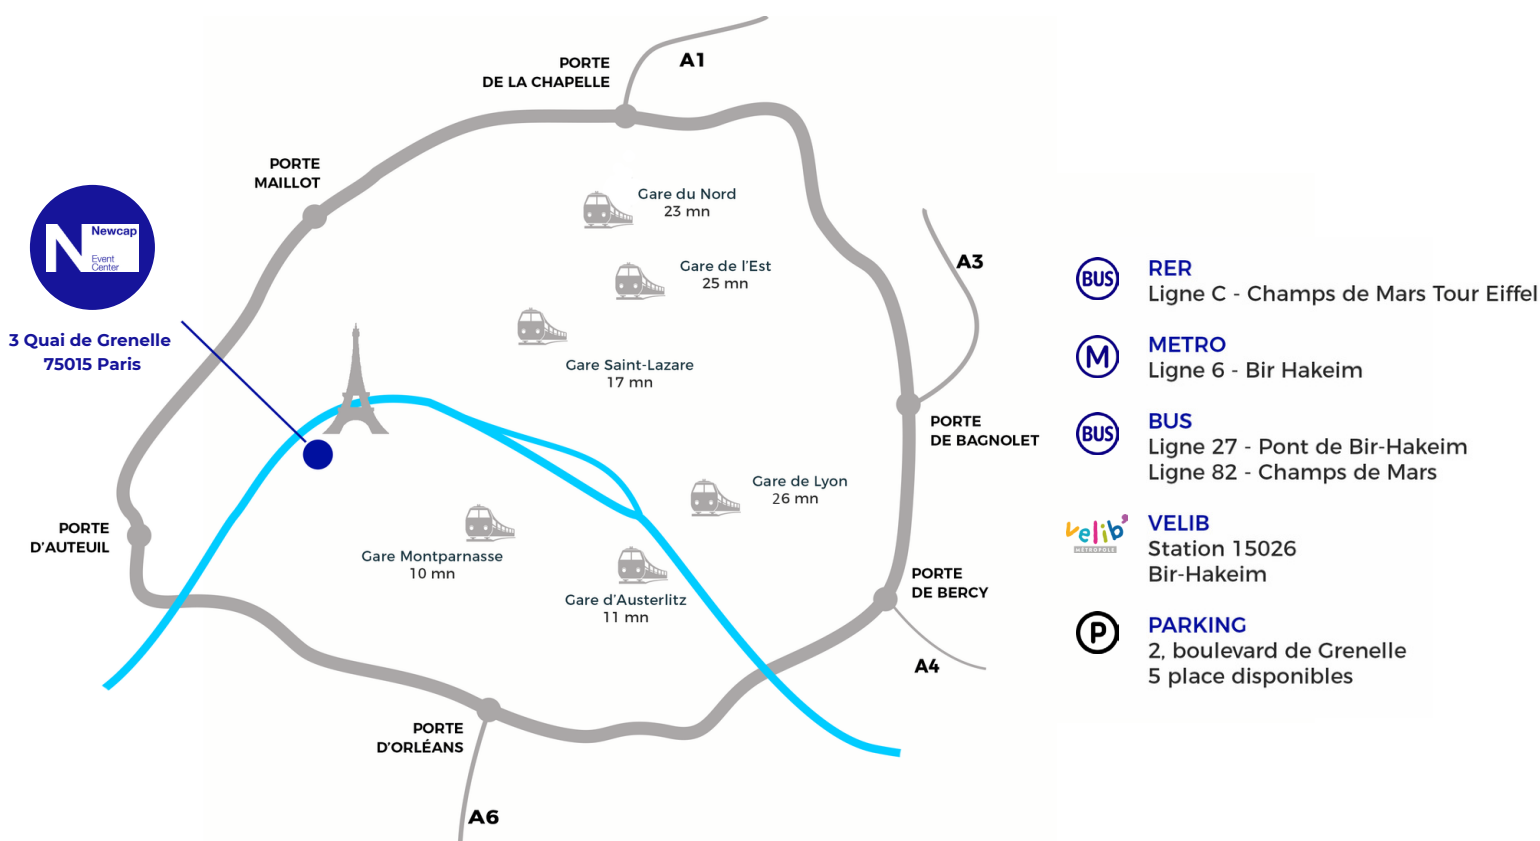 PORTE
DE LA CHAPELLE
A1
PORTE
MAILLOT
Newcap
Event
Center
3 Quai de Grenelle
75015 Paris
Gare du Nord
23 mn
Gare de l'Est
25 mn
Gare Saint-Lazare
17 mn
A3
PORTE
DE BAGNOLET
Gare de Lyon
26 mn
Gare Montparnasse
10 mn
Gare d'Austerlitz
11 mn
PORTE
D'AUTEUIL
PORTE
DE BERCY
A4
PORTE
D'ORLÉANS
A6
BUS
RER
Ligne C - Champs de Mars Tour Eiffel
M
METRO
Ligne 6 - Bir Hakeim
BUS
BUS
Ligne 27 - Pont de Bir-Hakeim
Ligne 82 - Champs de Mars
velib'
METROPOLE
VELIB
Station 15026
Bir-Hakeim
P
PARKING
2, boulevard de Grenelle
5 place disponibles